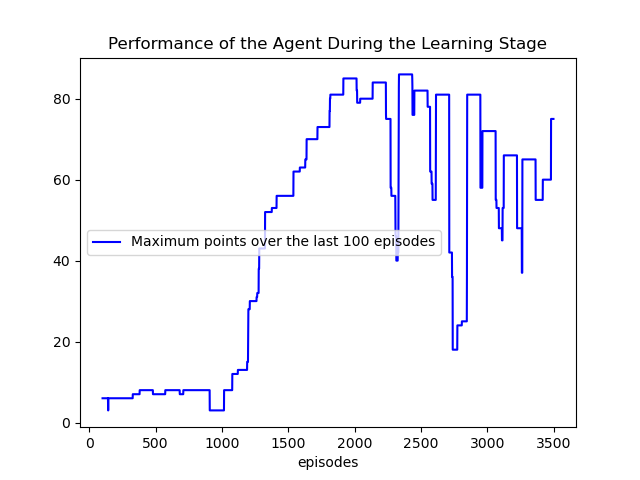 Performance of the Agent During the Learning Stage
80
60
Maximum points over the last 100 episodes
40
20
0
0 500 1000 1500 2000 2500 3000 3500
episodes